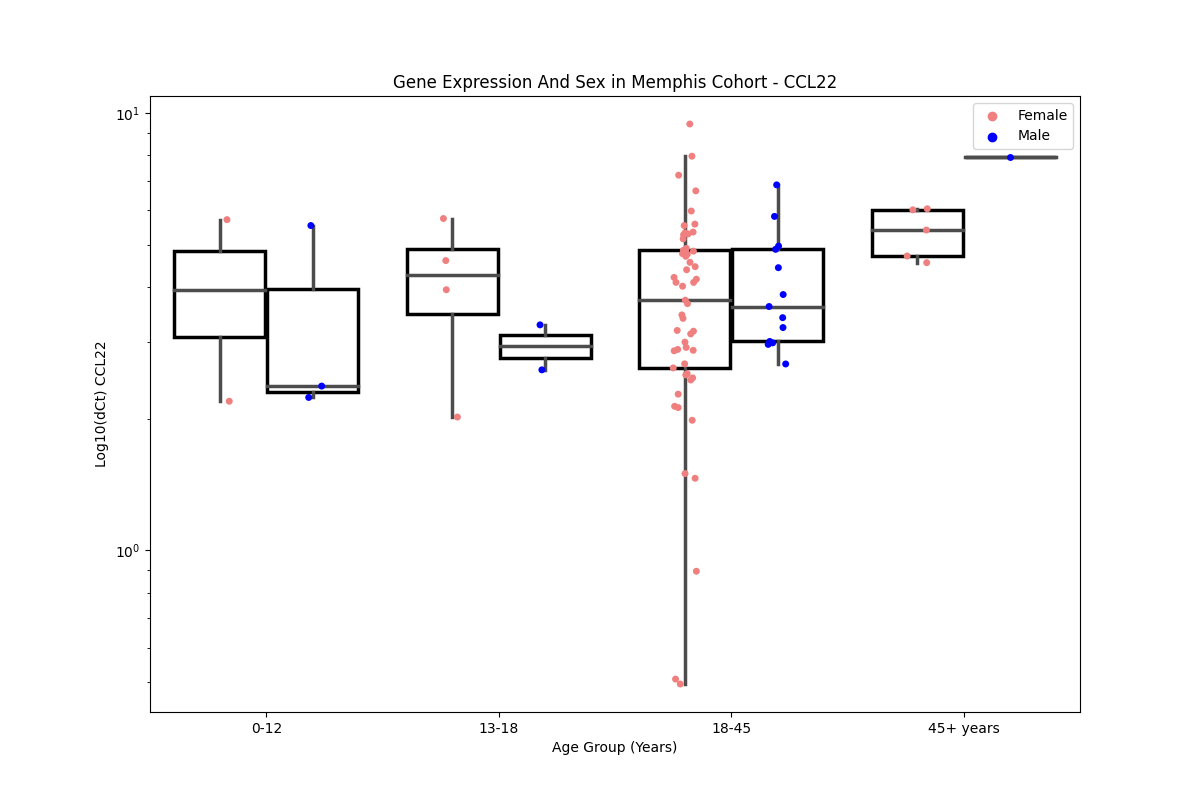 Gene Expression And Sex in Memphis Cohort - CCL22
10¹
10⁰
Log10(dCt) CCL22
Female
Male
0-12
13-18
18-45
45+ years
Age Group (Years)